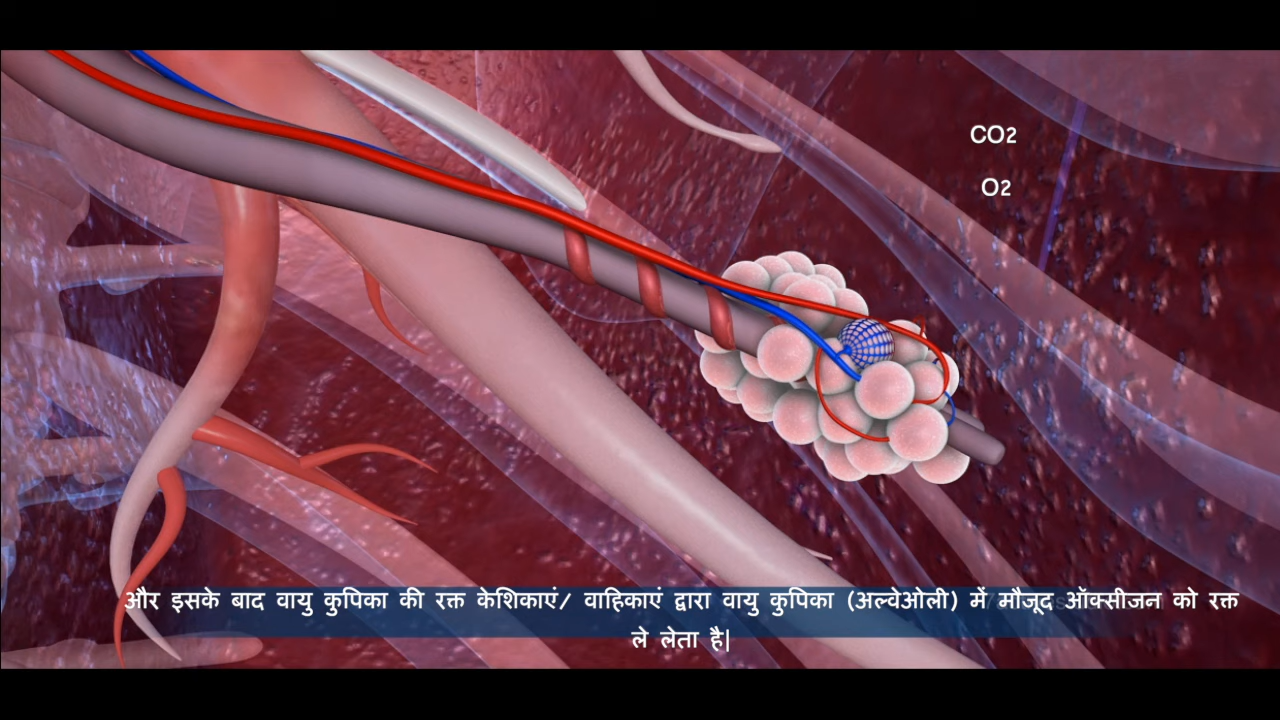 CO2
O2
और इसके बाद वायु कुपिका की रक्त केशिकाएं/ वाहिकाएं द्वारा वायु कुपिका (अल्वेओली) में मौजूद ऑक्सीजन को रक्त
ले लेता है|